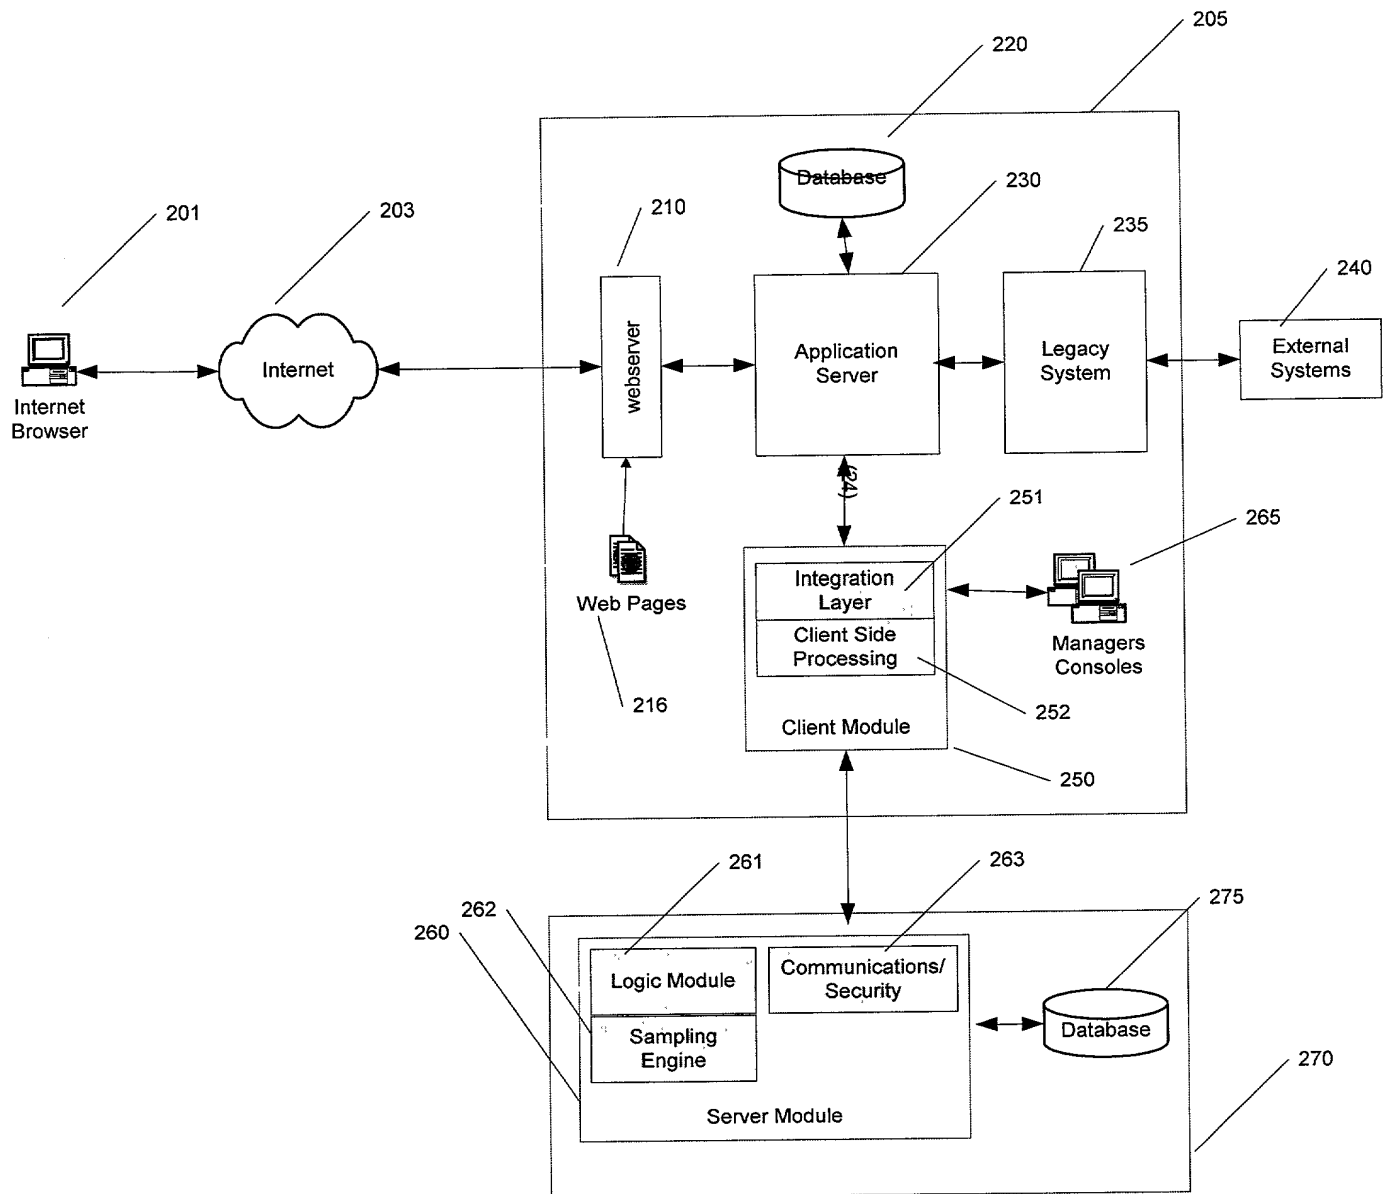 205
220
Database
230
201
203
210
235
240
webserver
Application
Server
Legacy
System
External
Systems
Internet
Internet
Browser
(24)
251
265
Integration
Layer
Client Side
Processing
Web Pages
Managers
Consoles
216
252
Client Module
250
261
263
262
275
260
Logic Module
Communications/
Security
Sampling
Engine
Database
270
Server Module